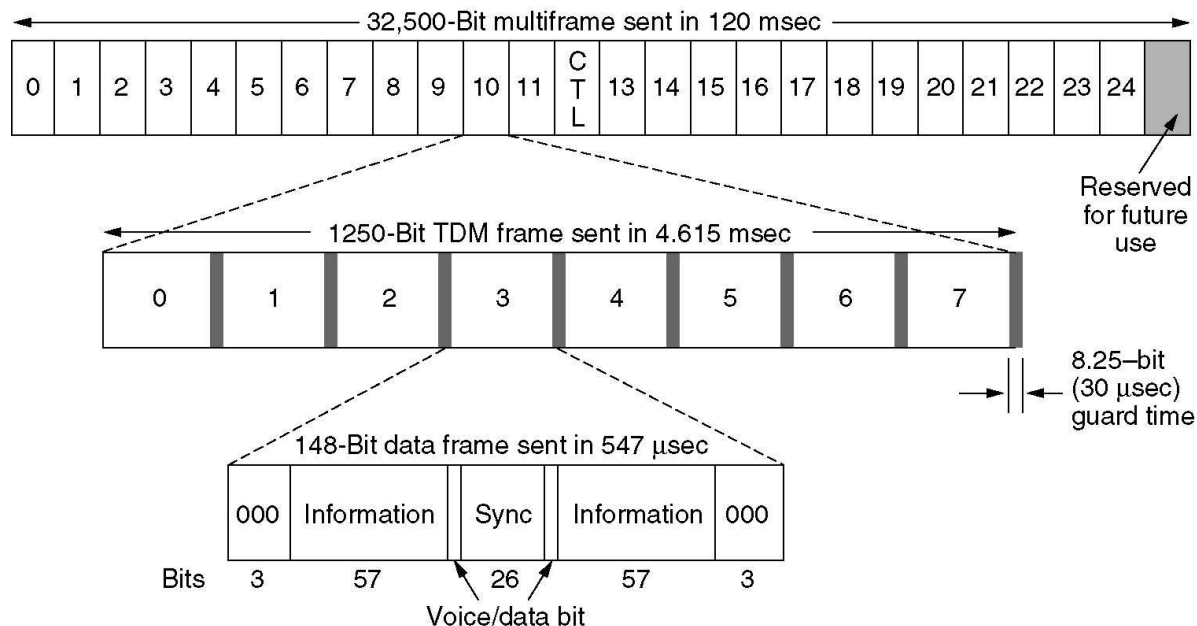 32,500-Bit multiframe sent in 120 msec
0 1 2 3 4 5 6 7 8 9 10 11 CTL 13 14 15 16 17 18 19 20 21 22 23 24
Reserved
for future
use
1250-Bit TDM frame sent in 4.615 msec
0 1 2 3 4 5 6 7
8.25–bit
(30 μsec)
guard time
148-Bit data frame sent in 547 μsec
000 Information Sync Information 000
Bits 3 57 26 57 3
Voice/data bit